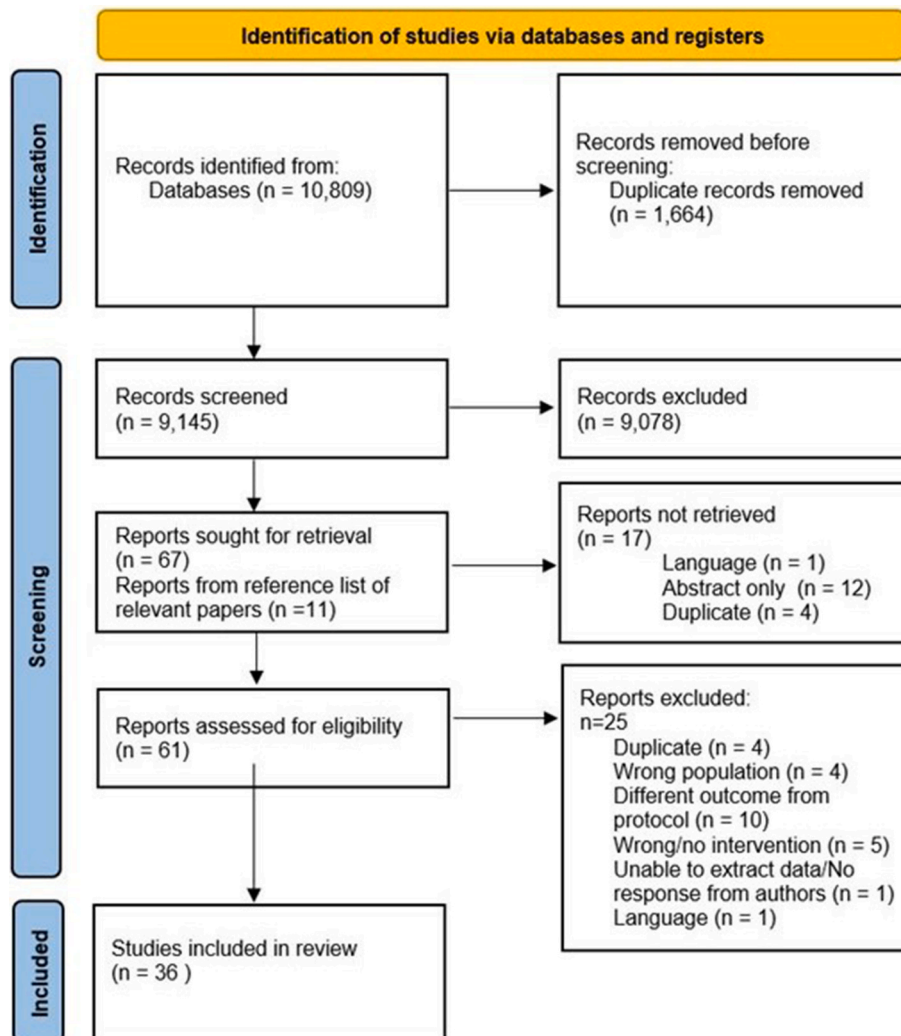 Identification of studies via databases and registers
Identification
Records identified from:
Databases (n = 10,809)
Records removed before
screening:
Duplicate records removed
(n = 1,664)
Screening
Records screened
(n = 9,145)
Records excluded
(n = 9,078)
Reports sought for retrieval
(n = 67)
Reports from reference list of
relevant papers (n =11)
Reports not retrieved
(n = 17)
Language (n = 1)
Abstract only (n = 12)
Duplicate (n = 4)
Reports assessed for eligibility
(n = 61)
Reports excluded:
n=25
Duplicate (n = 4)
Wrong population (n = 4)
Different outcome from
protocol (n = 10)
Wrong/no intervention (n = 5)
Unable to extract data/No
response from authors (n = 1)
Language (n = 1)
Included
Studies included in review
(n = 36 )